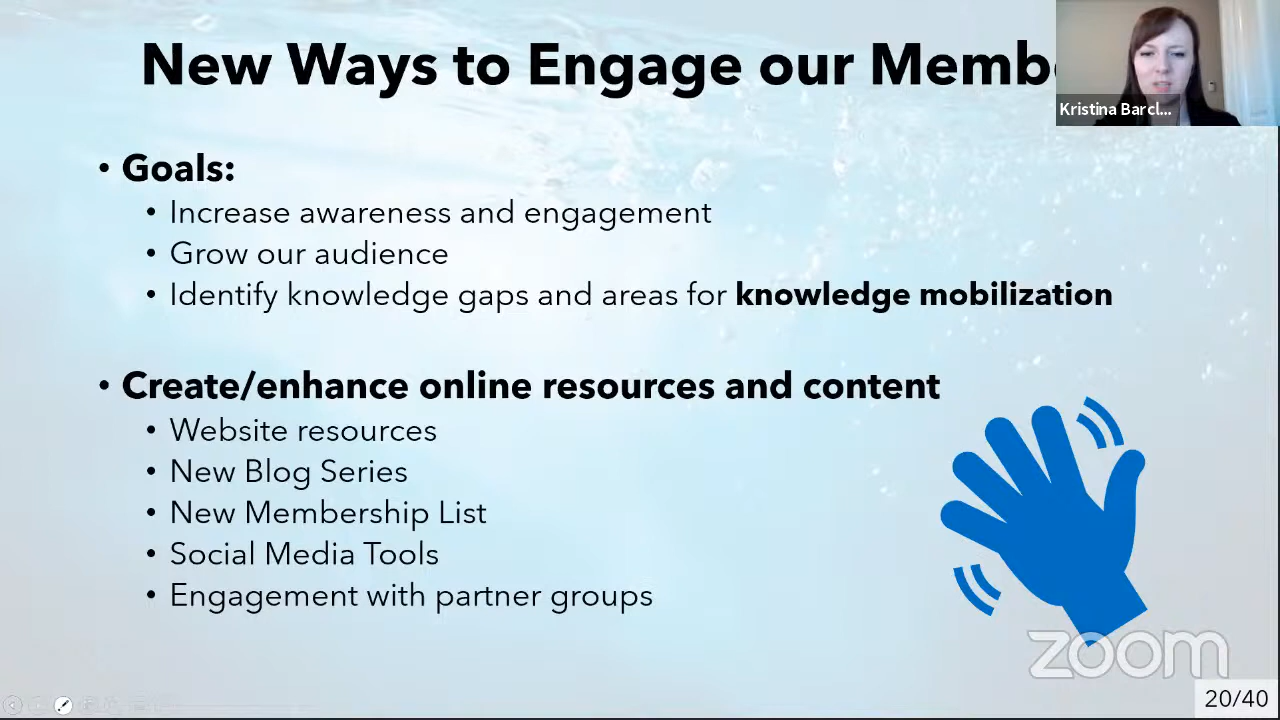 New Ways to Engage our Memb
Kristina Barcl...
• Goals:
• Increase awareness and engagement
• Grow our audience
• Identify knowledge gaps and areas for knowledge mobilization
• Create/enhance online resources and content
• Website resources
• New Blog Series
• New Membership List
• Social Media Tools
• Engagement with partner groups
zoom
20/40